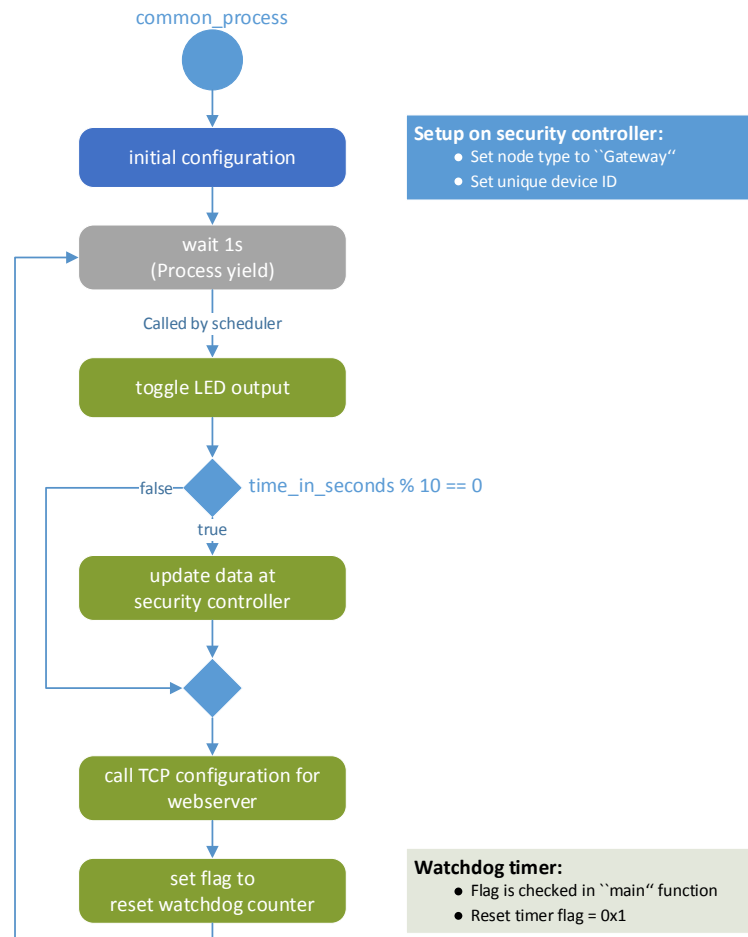 common_process
initial configuration
Setup on security controller:
● Set node type to ``Gateway“
● Set unique device ID
wait 1s
(Process yield)
Called by scheduler
toggle LED output
false
time_in_seconds % 10 == 0
true
update data at
security controller
call TCP configuration for
webserver
set flag to
reset watchdog counter
Watchdog timer:
● Flag is checked in ``main“ function
● Reset timer flag = 0x1